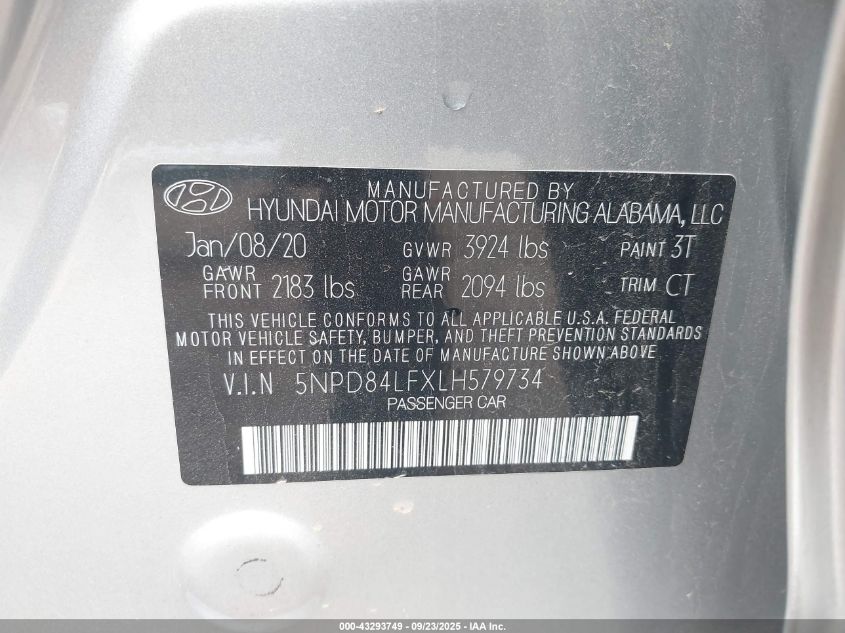 MANUFACTURED BY
HYUNDAI MOTOR MANUFACTURING ALABAMA, LLC
Jan/08/20 GVWR 3924 lbs PAINT 3T
GAWR FRONT 2183 lbs GAWR REAR 2094 lbs TRIM CT
THIS VEHICLE CONFORMS TO ALL APPLICABLE U.S.A. FEDERAL
MOTOR VEHICLE SAFETY, BUMPER, AND THEFT PREVENTION STANDARDS
IN EFFECT ON THE DATE OF MANUFACTURE SHOWN ABOVE
V.I.N 5NPD84LFXLH579734
PASSENGER CAR
000-43293749 - 09/23/2025 - IAA Inc.